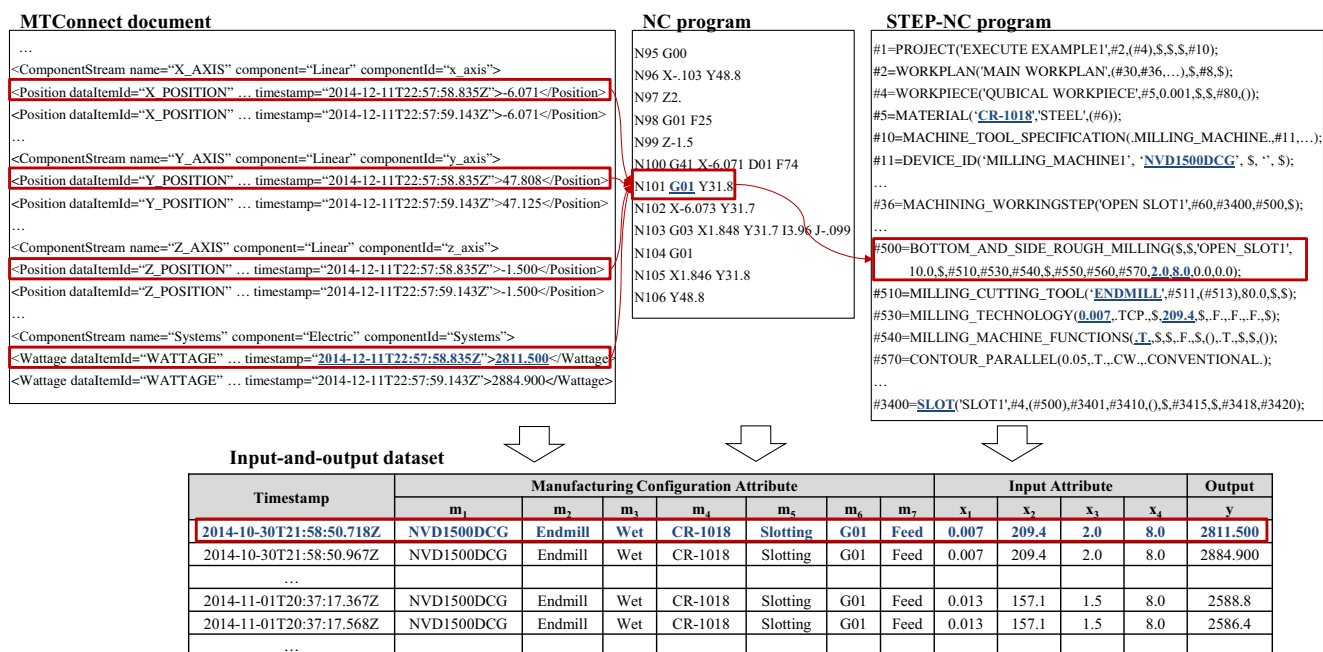 MTConnect document
…
<ComponentStream name=“X_AXIS” component=“Linear” componentId=“x_axis”>
<Position dataItemId=“X_POSITION” … timestamp=“2014-12-11T22:57:58.835Z”>-6.071</Position>
<Position dataItemId=“X_POSITION” … timestamp=“2014-12-11T22:57:59.143Z”>-6.071</Position>
…
<ComponentStream name=“Y_AXIS” component=“Linear” componentId=“y_axis”>
<Position dataItemId=“Y_POSITION” … timestamp=“2014-12-11T22:57:58.835Z”>47.808</Position>
<Position dataItemId=“Y_POSITION” … timestamp=“2014-12-11T22:57:59.143Z”>47.125</Position>
…
<ComponentStream name=“Z_AXIS” component=“Linear” componentId=“z_axis”>
<Position dataItemId=“Z_POSITION” … timestamp=“2014-12-11T22:57:58.835Z”>-1.500</Position>
<Position dataItemId=“Z_POSITION” … timestamp=“2014-12-11T22:57:59.143Z”>-1.500</Position>
…
<ComponentStream name=“Systems” component=“Electric” componentId=“Systems”>
<Wattage dataItemId=“WATTAGE” … timestamp=“2014-12-11T22:57:58.835Z”>2811.500</Wattage>
<Wattage dataItemId=“WATTAGE” … timestamp=“2014-12-11T22:57:59.143Z”>2884.900</Wattage>
NC program
N95 G00
N96 X-.103 Y48.8
N97 Z2.
N98 G01 F25
N99 Z-1.5
N100 G41 X-6.071 D01 F74
N101 G01 Y31.8
N102 X-6.073 Y31.7
N103 G03 X1.848 Y31.7 I3.96 J-.099
N104 G01
N105 X1.846 Y31.8
N106 Y48.8
STEP-NC program
#1=PROJECT('EXECUTE EXAMPLE1',#2,(#4),$,$,$,#10);
#2=WORKPLAN('MAIN WORKPLAN',(#30,#36,…),$,#8,$);
#4=WORKPIECE('QUBICAL WORKPIECE',#5,0.001,$,$,#80,());
#5=MATERIAL(‘CR-1018','STEEL',(#6));
#10=MACHINE_TOOL_SPECIFICATION(.MILLING_MACHINE.,#11,…);
#11=DEVICE_ID(‘MILLING_MACHINE1’, ‘NVD1500DCG’, $, ‘’, $);
…
#36=MACHINING_WORKINGSTEP('OPEN SLOT1',#60,#3400,#500,$);
…
#500=BOTTOM_AND_SIDE_ROUGH_MILLING($,$,'OPEN_SLOT1',
10.0,$,#510,#530,#540,$,#550,#560,#570,2.0,8.0,0.0,0.0);
#510=MILLING_CUTTING_TOOL(‘ENDMILL',#511,(#513),80.0,$,$);
#530=MILLING_TECHNOLOGY(0.007,.TCP.,$,209.4,$,.F.,.F.,.F.,$);
#540=MILLING_MACHINE_FUNCTIONS(.T.,$,$,.F.,$,(),.T.,$,$,());
#570=CONTOUR_PARALLEL(0.05,.T.,.CW.,.CONVENTIONAL.);
…
#3400=SLOT('SLOT1',#4,(#500),#3401,#3410,(),$,#3415,$,#3418,#3420);
Input-and-output dataset
Timestamp Manufacturing Configuration Attribute Input Attribute Output
m1 m2 m3 m4 m5 m6 m7 x1 x2 x3 x4 y
2014-10-30T21:58:50.718Z NVD1500DCG Endmill Wet CR-1018 Slotting G01 Feed 0.007 209.4 2.0 8.0 2811.500
2014-10-30T21:58:50.967Z NVD1500DCG Endmill Wet CR-1018 Slotting G01 Feed 0.007 209.4 2.0 8.0 2884.900
…
2014-11-01T20:37:17.367Z NVD1500DCG Endmill Wet CR-1018 Slotting G01 Feed 0.013 157.1 1.5 8.0 2588.8
2014-11-01T20:37:17.568Z NVD1500DCG Endmill Wet CR-1018 Slotting G01 Feed 0.013 157.1 1.5 8.0 2586.4
…